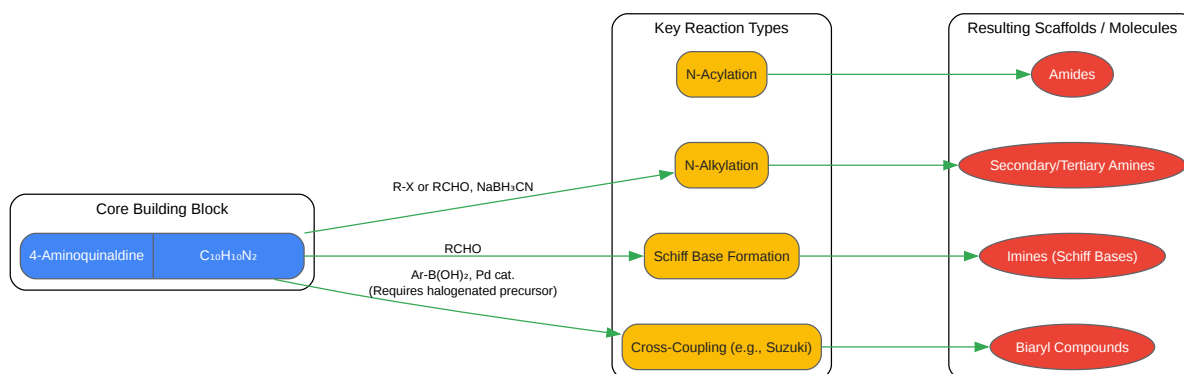 Core Building Block
4-Aminoquinaldine
C₁₀H₁₀N₂
R-X or RCHO, NaBH₃CN
RCHO
Ar-B(OH)₂, Pd cat.
(Requires halogenated precursor)
Key Reaction Types
N-Acylation
N-Alkylation
Schiff Base Formation
Cross-Coupling (e.g., Suzuki)
Resulting Scaffolds / Molecules
Amides
Secondary/Tertiary Amines
Imines (Schiff Bases)
Biaryl Compounds